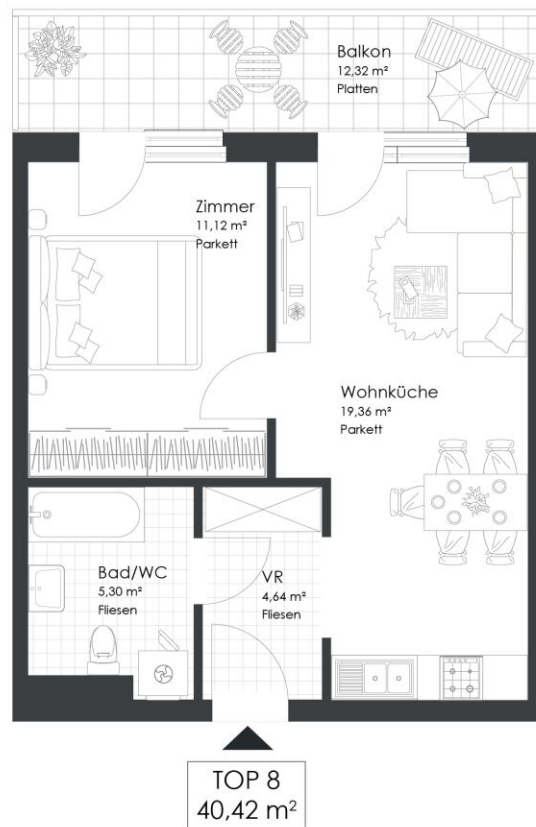 Balkon
12,32 m²
Platten
Zimmer
11,12 m²
Parkett
Wohnküche
19,36 m²
Parkett
Bad/WC
5,30 m²
Fliesen
VR
4,64 m²
Fliesen
TOP 8
40,42 m²